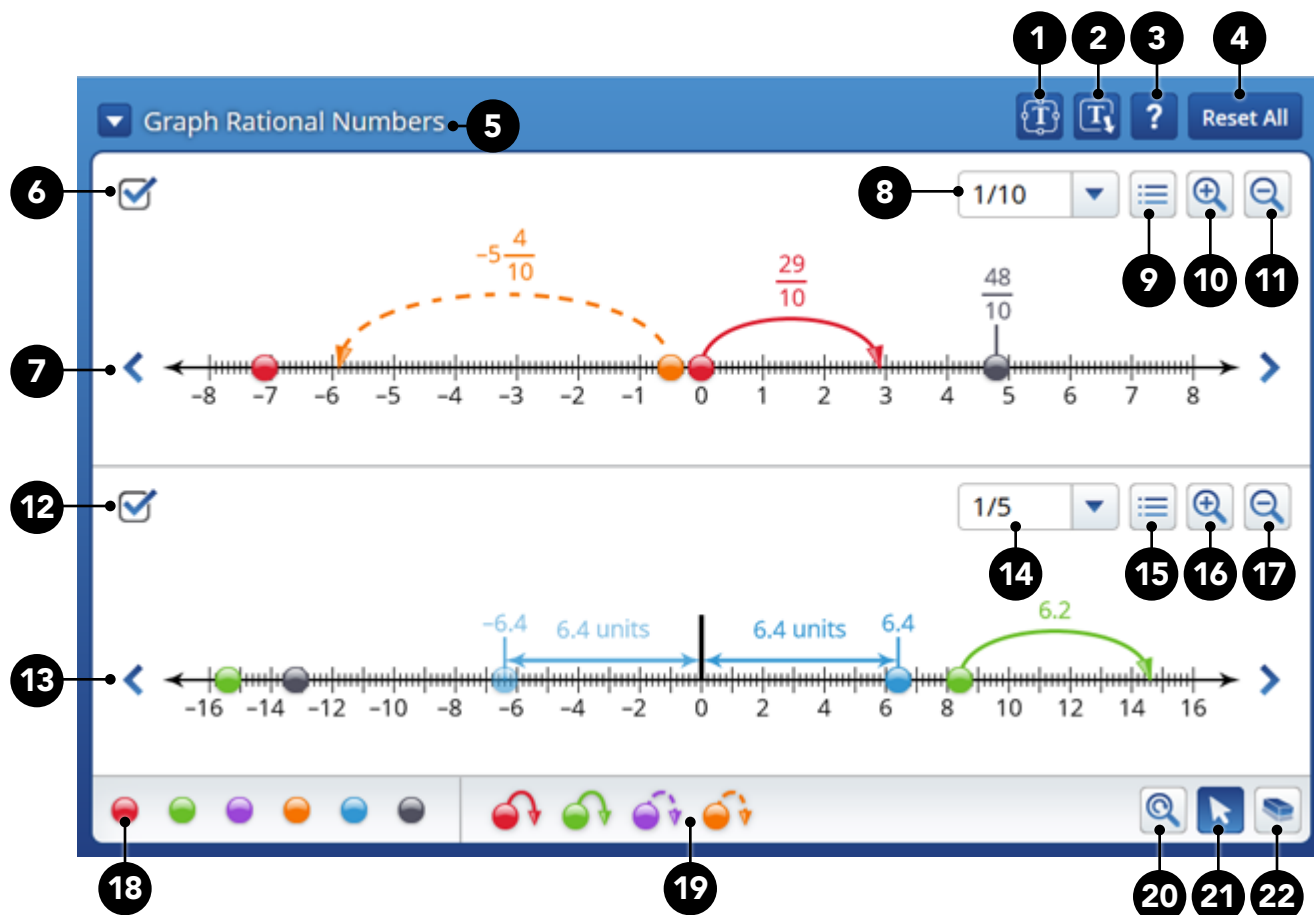 1 2 3 4
Graph Rational Numbers 5 T T ? Reset All
6 8 1/10
9 10 11
-5 4/10 29/10 48/10
7
-8 -7 -6 -5 -4 -3 -2 -1 0 1 2 3 4 5 6 7 8
12 1/5
14 15 16 17
-6.4 6.4 units 6.4 units 6.4 6.2
13
-16 -14 -12 -10 -8 -6 -4 -2 0 2 4 6 8 10 12 14 16
18 19 20 21 22